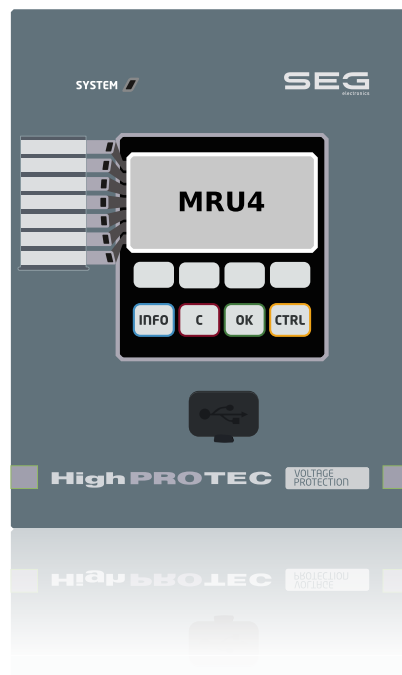 SYSTEM
SEG
electronics
MRU4
INFO C OK CTRL
HighPROTEC
VOLTAGE
PROTECTION